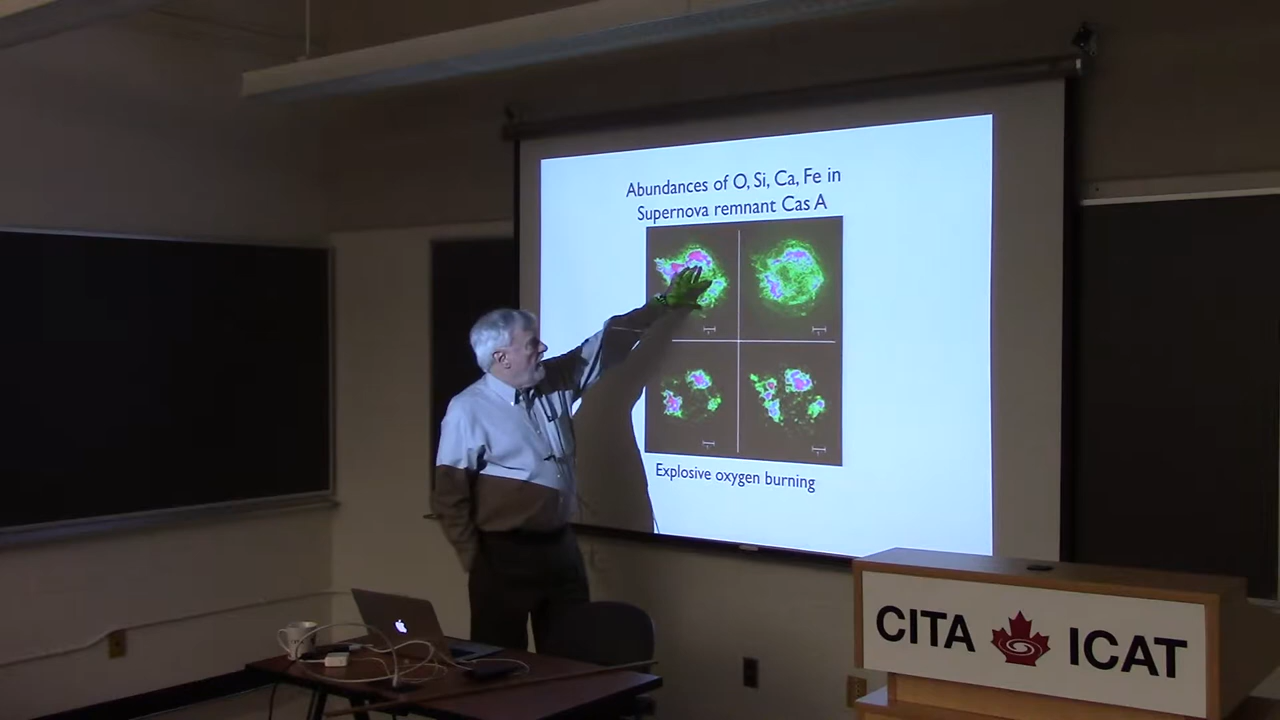 Abundances of O, Si, Ca, Fe in
Supernova remnant Cas A
Explosive oxygen burning
CITA ICAT